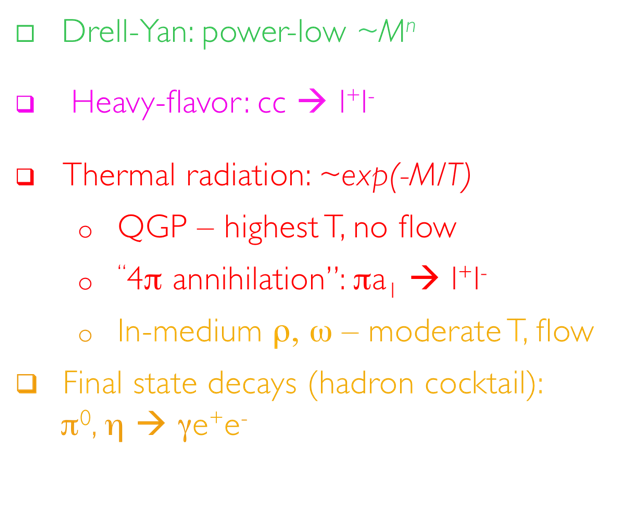 Drell-Yan: power-low ~Mⁿ
Heavy-flavor: cc → l⁺l⁻
Thermal radiation: ~exp(-M/T)
QGP – highest T, no flow
“4π annihilation”: πa₁ → l⁺l⁻
In-medium ρ, ω – moderate T, flow
Final state decays (hadron cocktail):
π⁰, η → γe⁺e⁻